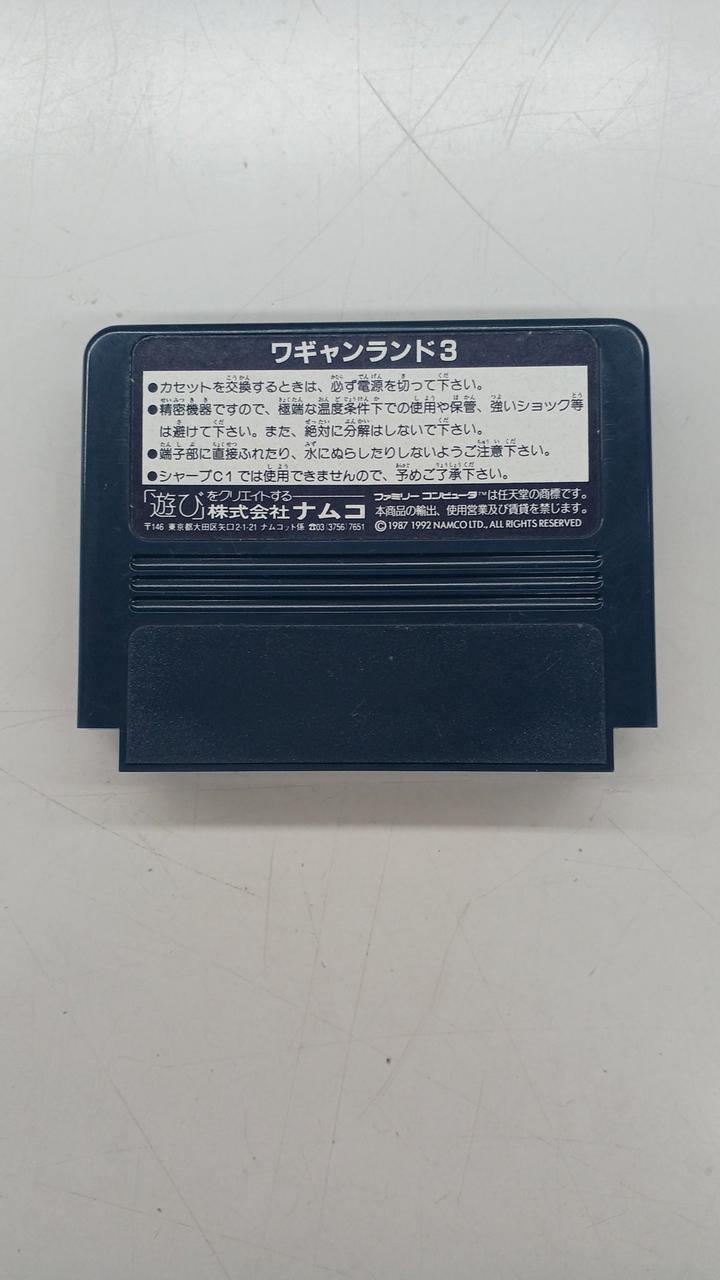 ワギャンランド3
●カセットを交換するときは、必ず電源を切って下さい。
●精密機器ですので、極端な温度条件下での使用や保管、強いショック等
は避けて下さい。また、絶対に分解はしないで下さい。
●端子部に直接ふれたり、水にぬらしたりしないようご注意下さい。
●シャープC1では使用できませんので、予めご了承下さい。
「遊び」をクリエイトする
株式会社ナムコ
〒146 東京都大田区矢口2-1-21 ナムコット係 ☎03(3756)7651
ファミリーコンピュータ™は任天堂の商標です。
本商品の輸出、使用営業及び賃貸を禁じます。
©1987 1992 NAMCO LTD., ALL RIGHTS RESERVED